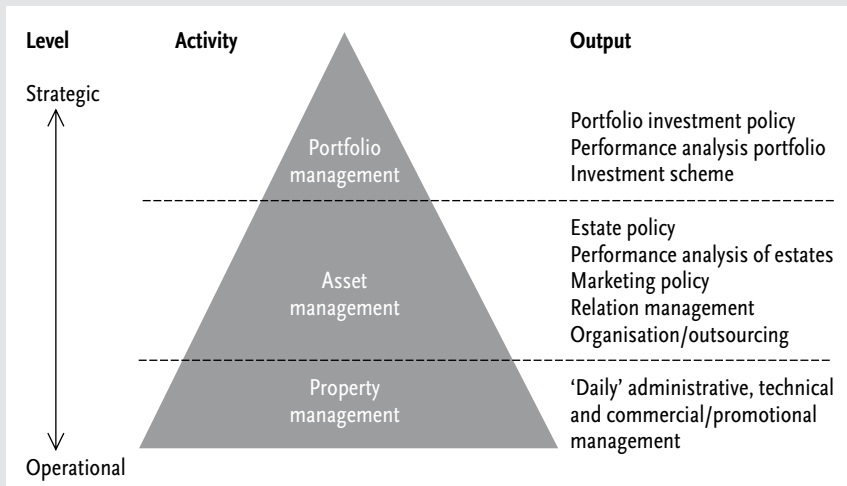 Level
Activity
Output
Strategic
Portfolio
management
Portfolio investment policy
Performance analysis portfolio
Investment scheme
Asset
management
Estate policy
Performance analysis of estates
Marketing policy
Relation management
Organisation/outsourcing
Property
management
‘Daily’ administrative, technical
and commercial/promotional
management
Operational